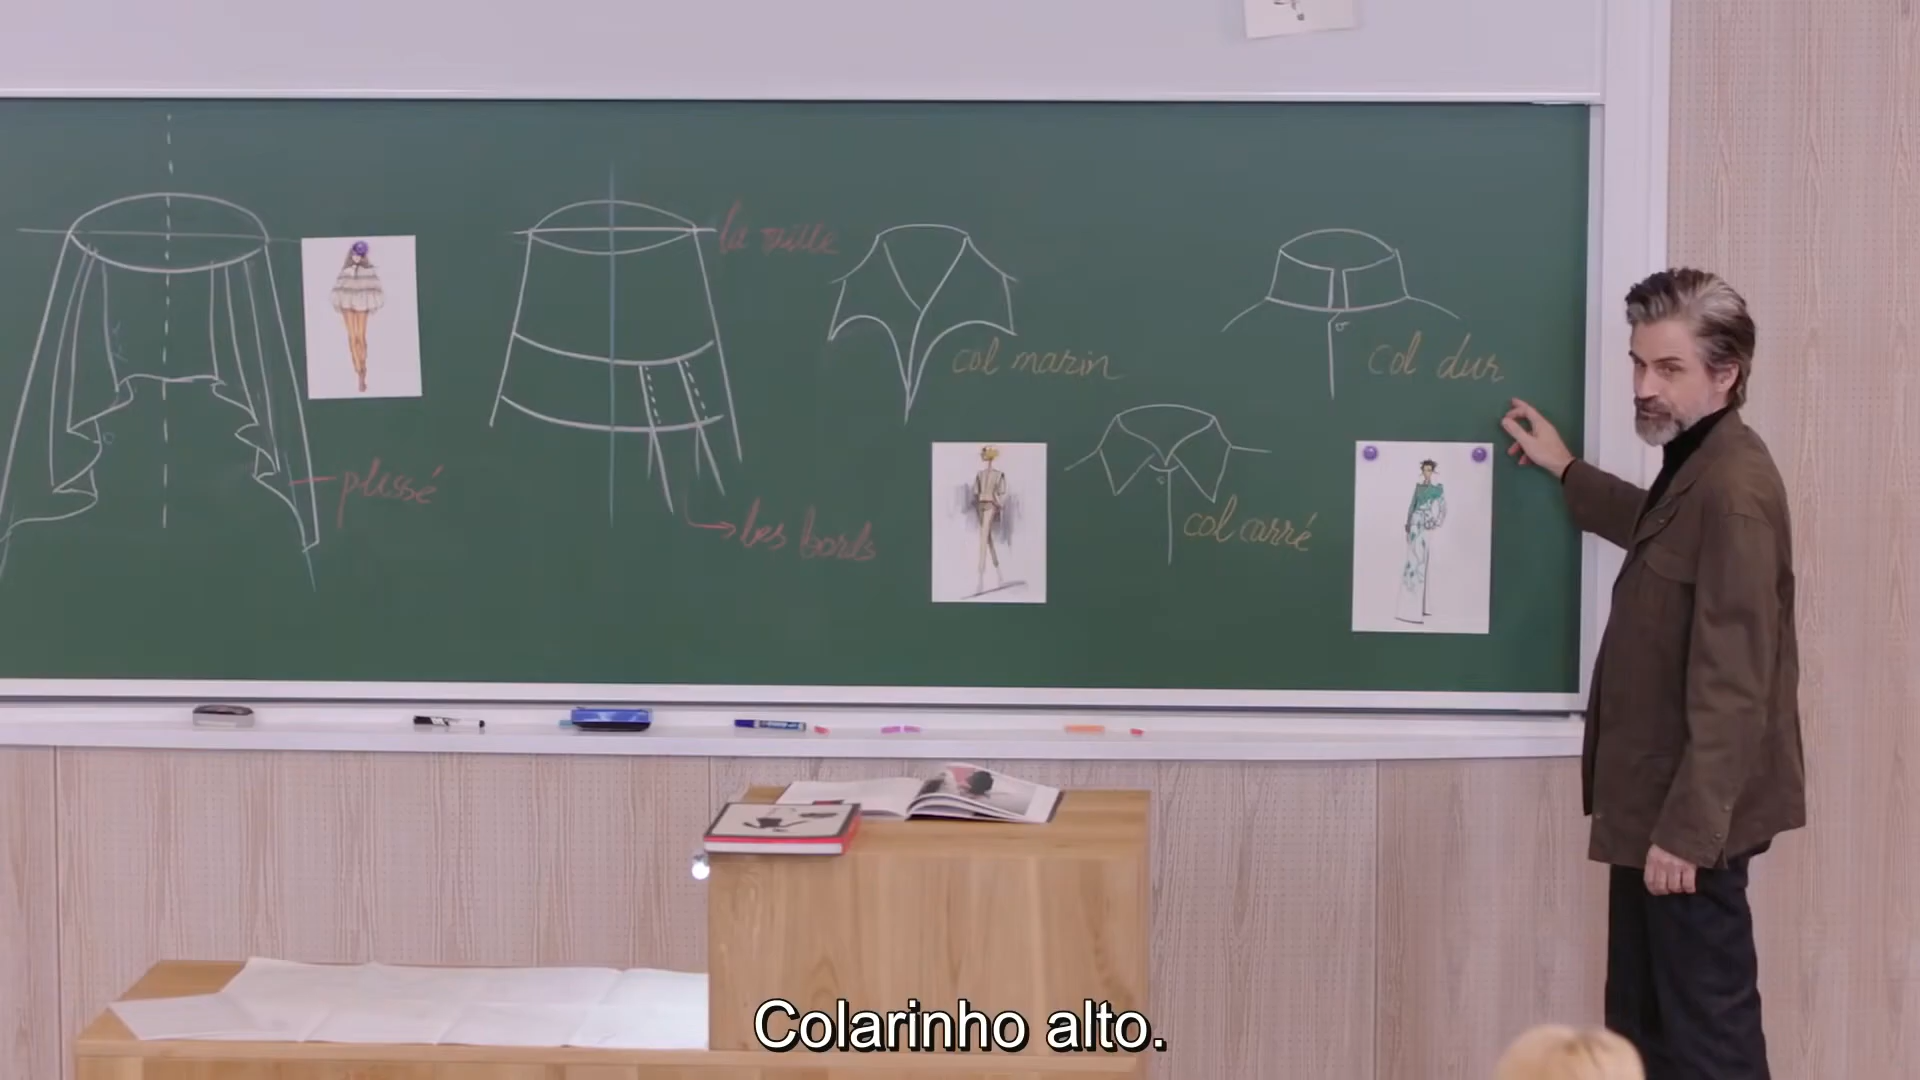 la taille
col marin
col dur
plissé
col carré
les bords
Colarinho alto.